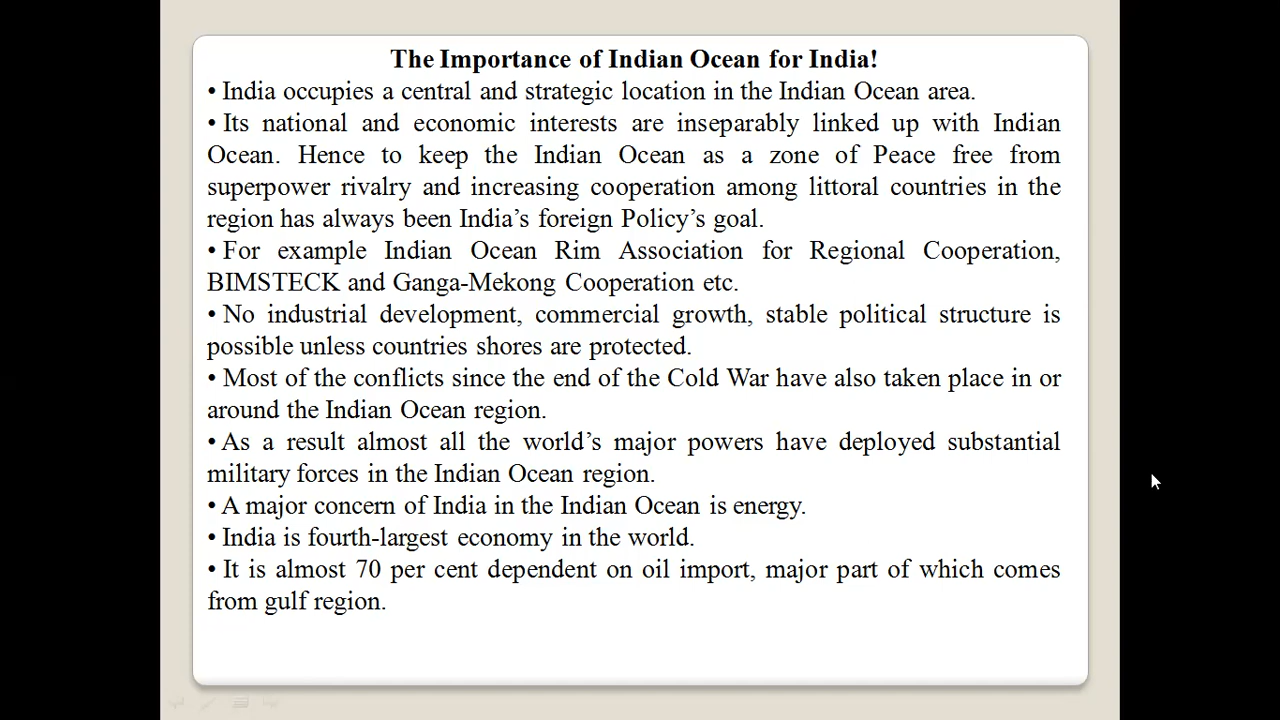 The Importance of Indian Ocean for India!
• India occupies a central and strategic location in the Indian Ocean area.
• Its national and economic interests are inseparably linked up with Indian
Ocean. Hence to keep the Indian Ocean as a zone of Peace free from
superpower rivalry and increasing cooperation among littoral countries in the
region has always been India’s foreign Policy’s goal.
• For example Indian Ocean Rim Association for Regional Cooperation,
BIMSTECK and Ganga-Mekong Cooperation etc.
• No industrial development, commercial growth, stable political structure is
possible unless countries shores are protected.
• Most of the conflicts since the end of the Cold War have also taken place in or
around the Indian Ocean region.
• As a result almost all the world’s major powers have deployed substantial
military forces in the Indian Ocean region.
• A major concern of India in the Indian Ocean is energy.
• India is fourth-largest economy in the world.
• It is almost 70 per cent dependent on oil import, major part of which comes
from gulf region.